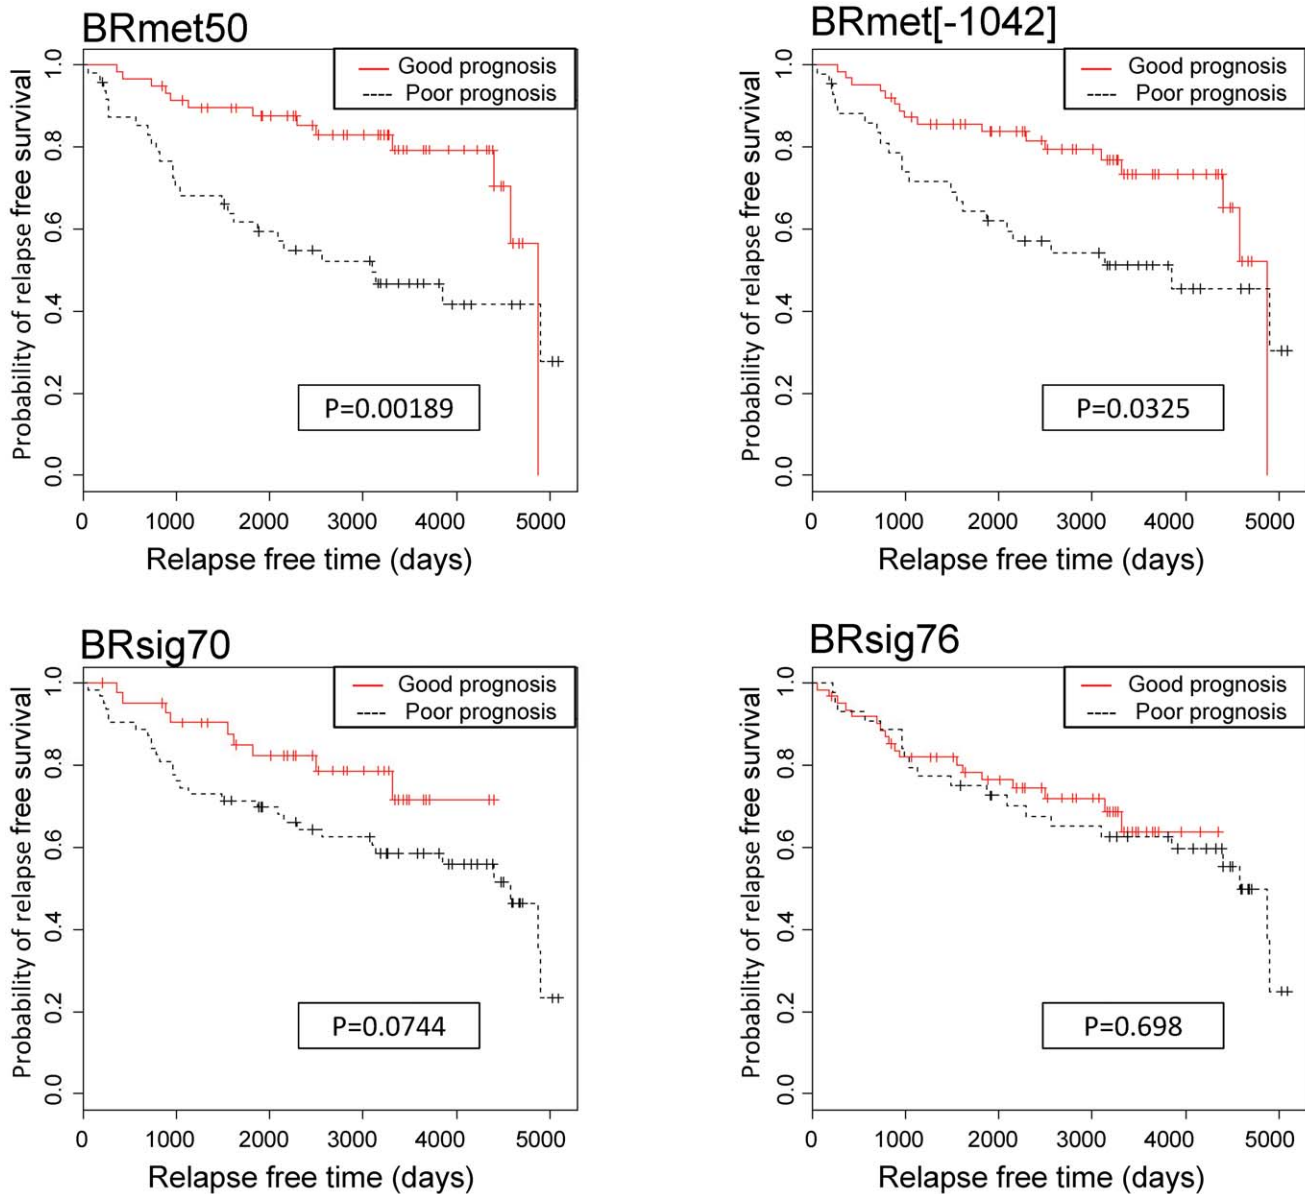 BRmet50
Good prognosis
Poor prognosis
Probability of relapse free survival
1.0
0.8
0.6
0.4
0.2
0.0
P=0.00189
0 1000 2000 3000 4000 5000
Relapse free time (days)
BRmet[-1042]
Good prognosis
Poor prognosis
Probability of relapse free survival
1.0
0.8
0.6
0.4
0.2
0.0
P=0.0325
0 1000 2000 3000 4000 5000
Relapse free time (days)
BRsig70
Good prognosis
Poor prognosis
Probability of relapse free survival
1.0
0.8
0.6
0.4
0.2
0.0
P=0.0744
0 1000 2000 3000 4000 5000
Relapse free time (days)
BRsig76
Good prognosis
Poor prognosis
Probability of relapse free survival
1.0
0.8
0.6
0.4
0.2
0.0
P=0.698
0 1000 2000 3000 4000 5000
Relapse free time (days)